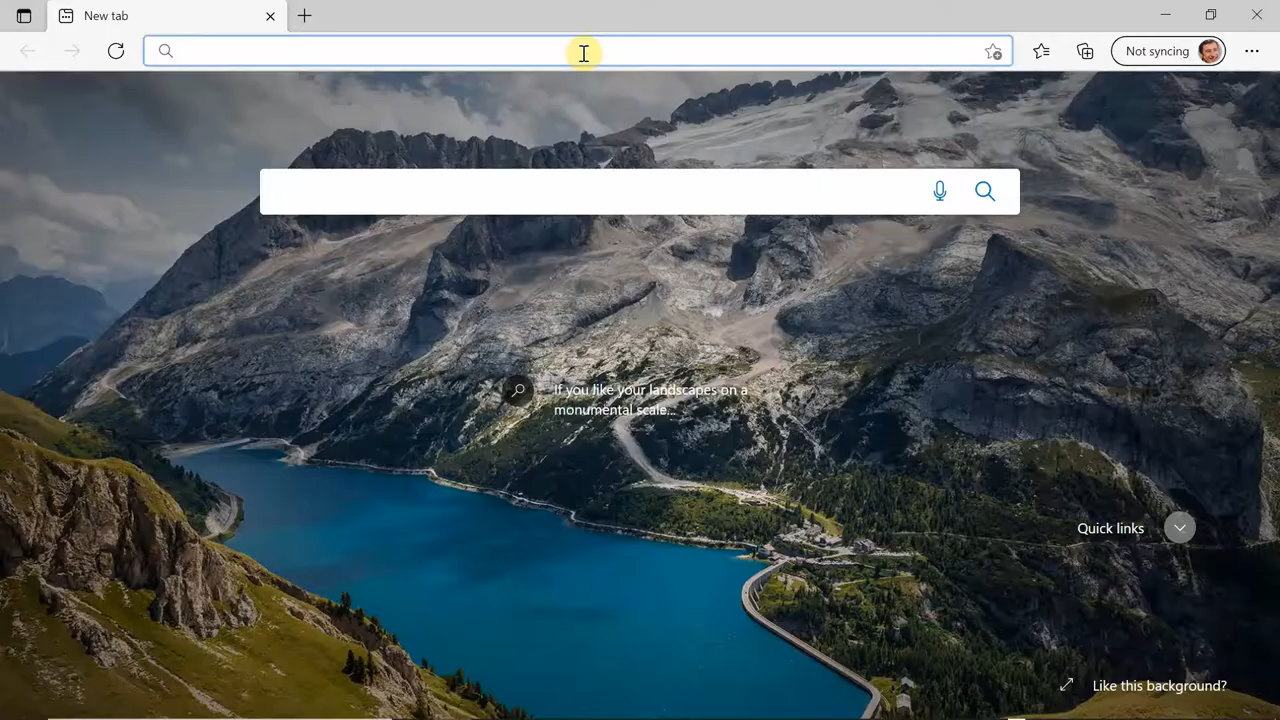 New tab
Not syncing
If you like your landscapes on a
monumental scale...
Quick links
Like this background?